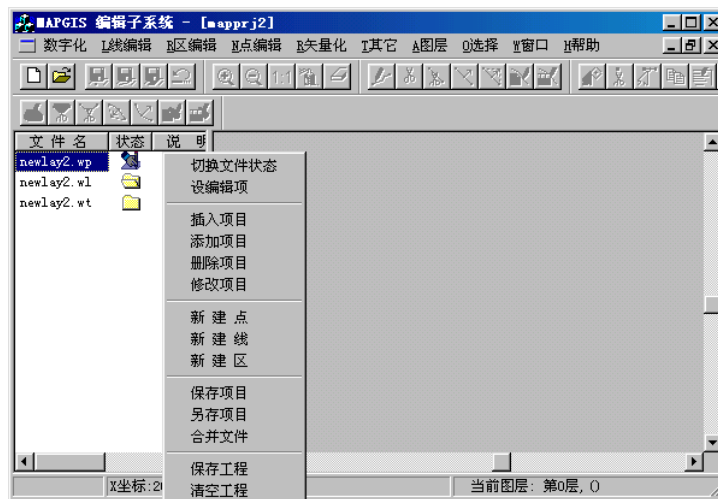 MAPGIS 编辑子系统 - [mapprj2]
数字化 L线编辑 R区编辑 N点编辑 R矢量化 T其它 A图层 Q选择 W窗口 H帮助
1:1
文件名 状态 说 明
newlay2.wp
newlay2.wl
newlay2.wt
切换文件状态
设编辑项
插入项目
添加项目
删除项目
修改项目
新 建 点
新 建 线
新 建 区
保存项目
另存项目
合并文件
保存工程
清空工程
X坐标:2
当前图层: 第0层, ()